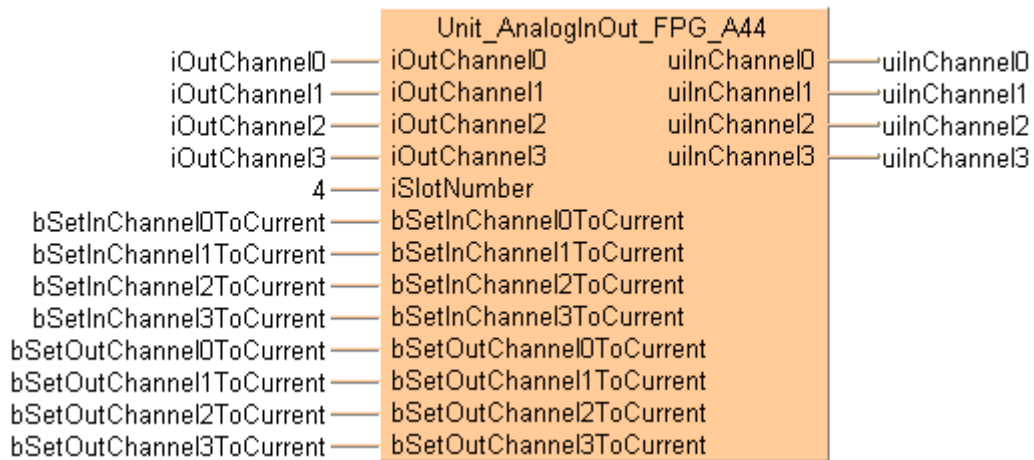 Unit_AnalogInOut_FPG_A44
iOutChannel0 iOutChannel0 uiInChannel0 uiInChannel0
iOutChannel1 iOutChannel1 uiInChannel1 uiInChannel1
iOutChannel2 iOutChannel2 uiInChannel2 uiInChannel2
iOutChannel3 iOutChannel3 uiInChannel3 uiInChannel3
4 iSlotNumber
bSetInChannel0ToCurrent bSetInChannel0ToCurrent
bSetInChannel1ToCurrent bSetInChannel1ToCurrent
bSetInChannel2ToCurrent bSetInChannel2ToCurrent
bSetInChannel3ToCurrent bSetInChannel3ToCurrent
bSetOutChannel0ToCurrent bSetOutChannel0ToCurrent
bSetOutChannel1ToCurrent bSetOutChannel1ToCurrent
bSetOutChannel2ToCurrent bSetOutChannel2ToCurrent
bSetOutChannel3ToCurrent bSetOutChannel3ToCurrent